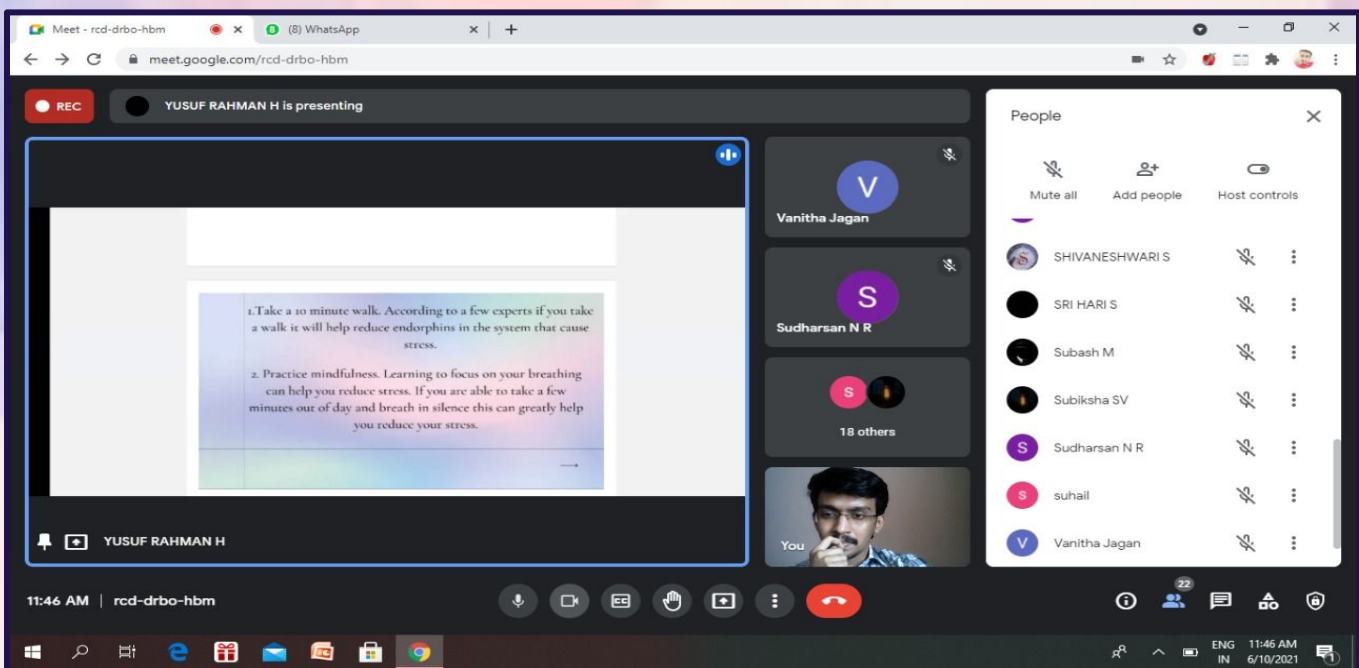 Meet - rcd-drbo-hbm
(8) WhatsApp
meet.google.com/rcd-drbo-hbm
REC
YUSUF RAHMAN H is presenting
1.Take a 10 minute walk. According to a few experts if you take
a walk it will help reduce endorphins in the system that cause
stress.
2. Practice mindfulness. Learning to focus on your breathing
can help you reduce stress. If you are able to take a few
minutes out of day and breath in silence this can greatly help
you reduce your stress.
YUSUF RAHMAN H
V
Vanitha Jagan
S
Sudharsan N R
S
18 others
You
People
Mute all
Add people
Host controls
SHIVANESHWARI S
SRI HARI S
Subash M
Subiksha SV
S
Sudharsan N R
s
suhail
V
Vanitha Jagan
11:46 AM | rcd-drbo-hbm
CC
22
ENG
IN
11:46 AM
6/10/2021
1